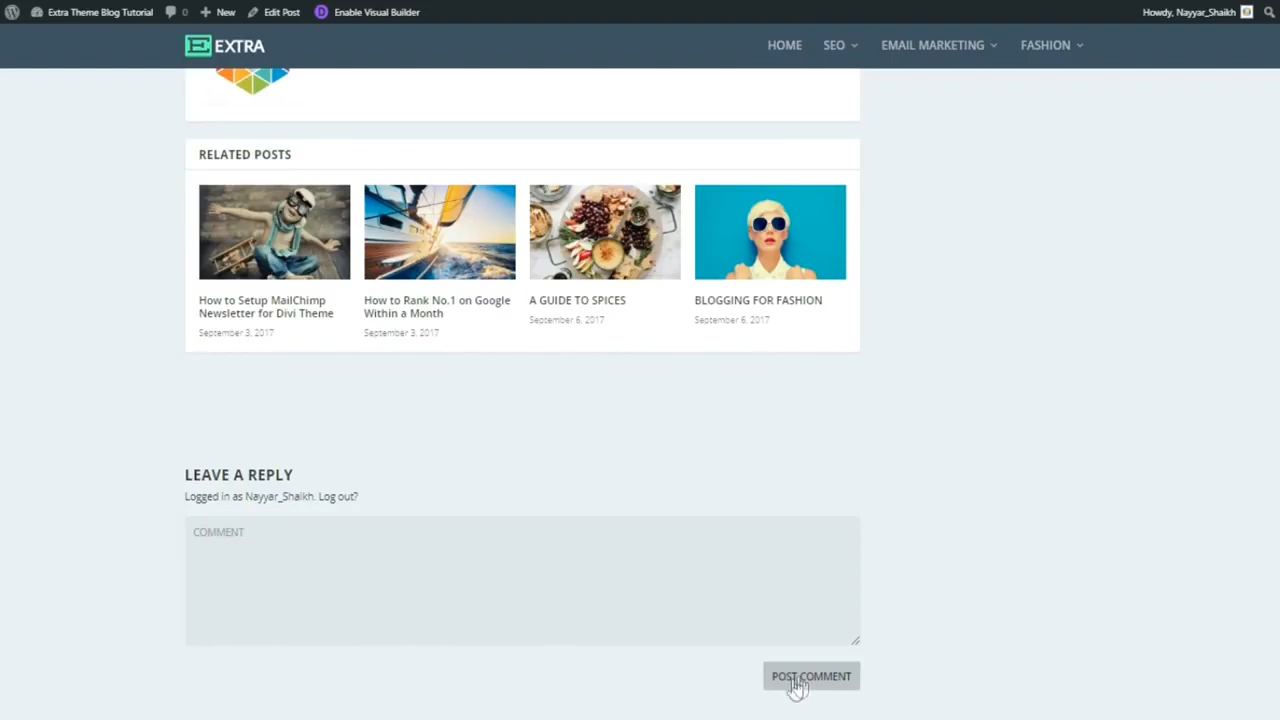 Extra Theme Blog Tutorial 0 New Edit Post D Enable Visual Builder Howdy, Nayyar_Shaikh
E EXTRA HOME SEO EMAIL MARKETING FASHION
RELATED POSTS
How to Setup MailChimp
Newsletter for Divi Theme
September 3, 2017
How to Rank No.1 on Google
Within a Month
September 3, 2017
A GUIDE TO SPICES
September 6, 2017
BLOGGING FOR FASHION
September 6, 2017
LEAVE A REPLY
Logged in as Nayyar_Shaikh. Log out?
COMMENT
POST COMMENT